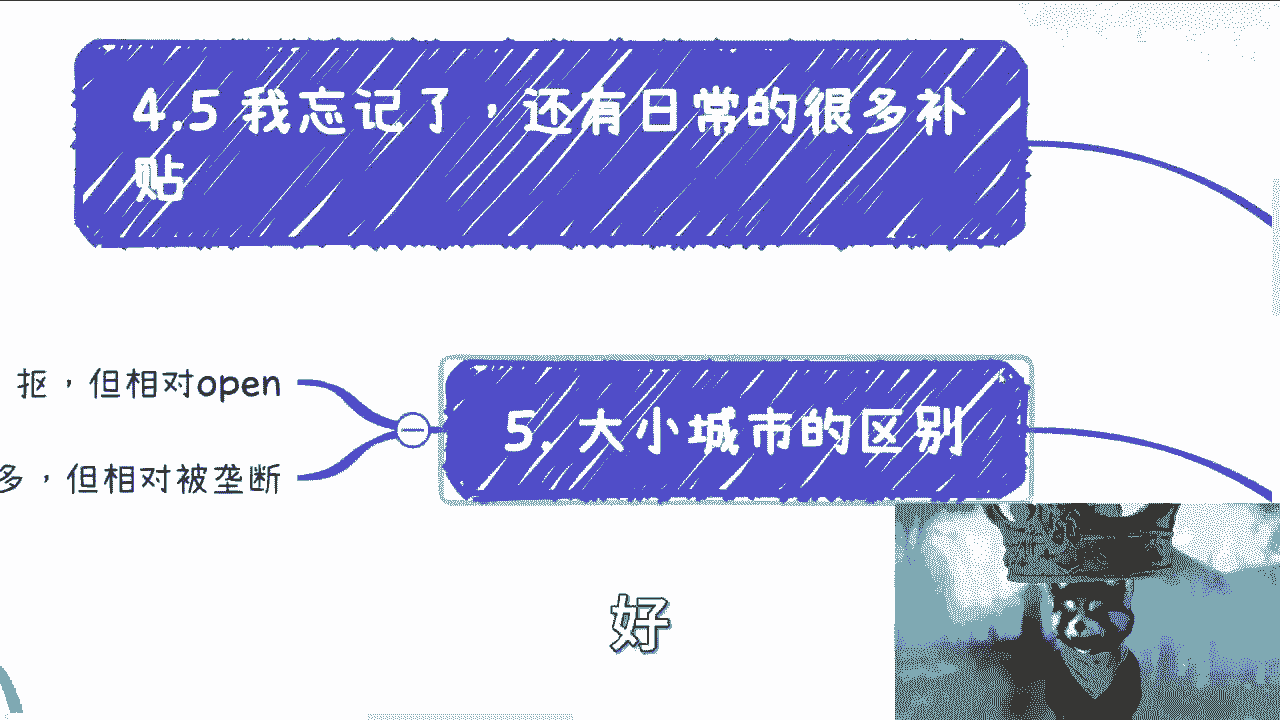 4.5 我忘记了，还有日常的很多补
贴
抠，但相对open
5. 大小城市的区别
多，但相对被垄断
好